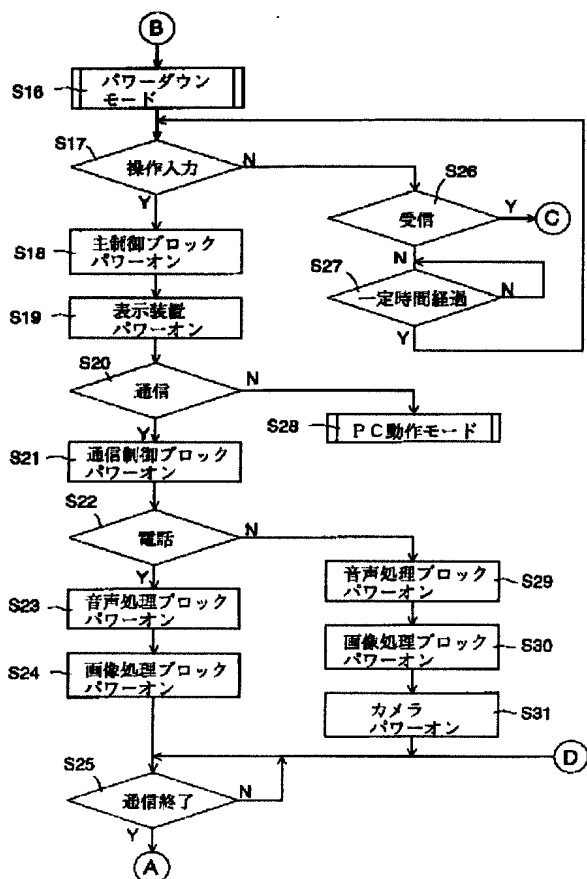 B
S16
パワーダウン
モード
S17
操作入力
N
Y
S26
受信
Y
C
N
S27
一定時間経過
N
Y
S18
主制御ブロック
パワーオン
S19
表示装置
パワーオン
S20
通信
N
Y
S28
PC動作モード
S21
通信制御ブロック
パワーオン
S22
電話
N
Y
S23
音声処理ブロック
パワーオン
S29
音声処理ブロック
パワーオン
S24
画像処理ブロック
パワーオン
S30
画像処理ブロック
パワーオン
S31
カメラ
パワーオン
D
S25
通信終了
N
Y
A